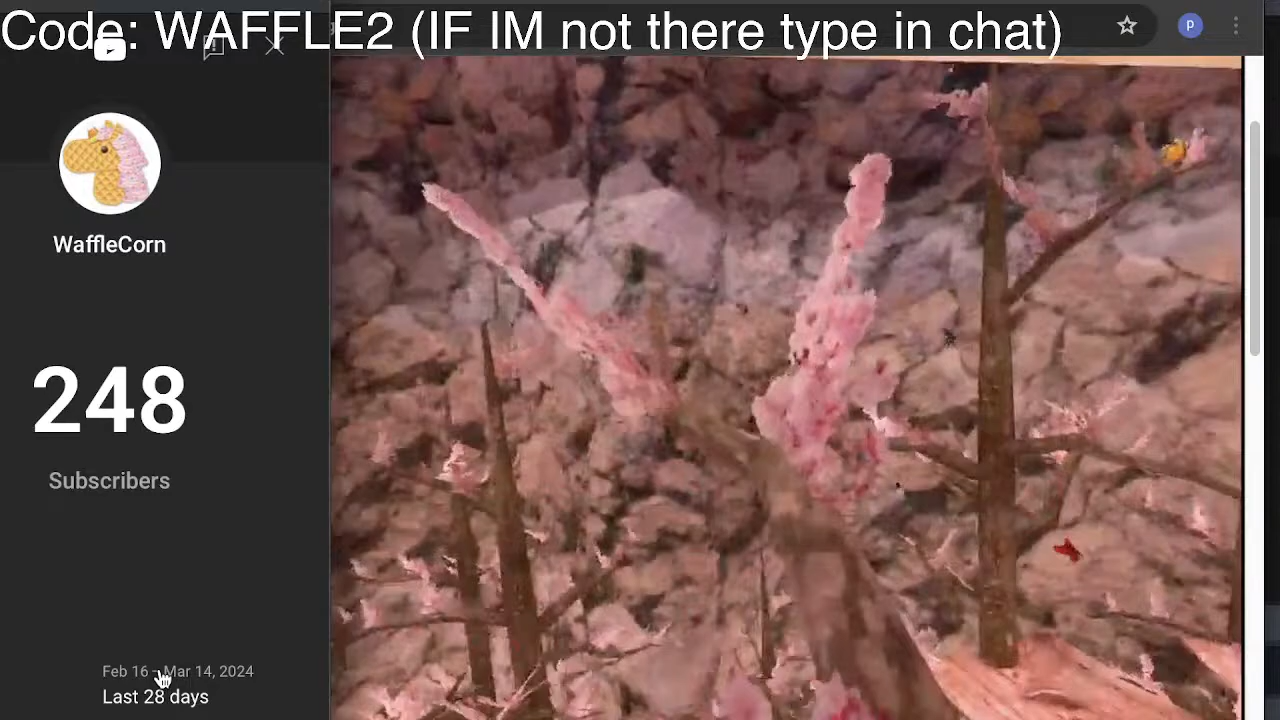 Code: WAFFLE2 (IF IM not there type in chat)
P
WaffleCorn
248
Subscribers
Feb 16 – Mar 14, 2024
Last 28 days